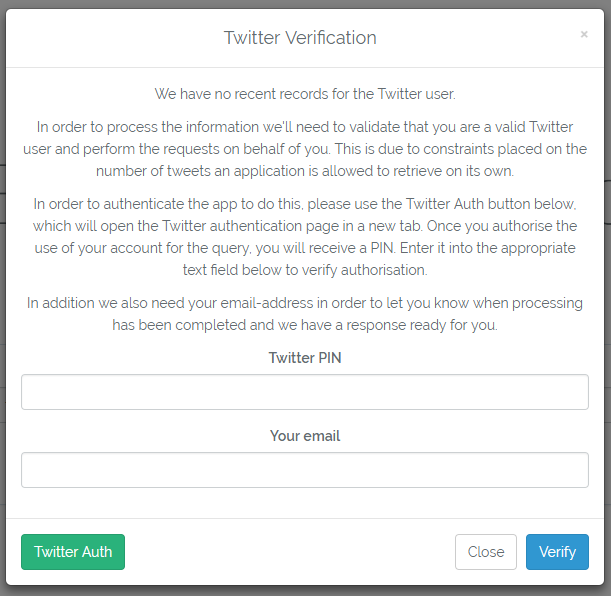 Twitter Verification
×
We have no recent records for the Twitter user.
In order to process the information we'll need to validate that you are a valid Twitter
user and perform the requests on behalf of you. This is due to constraints placed on the
number of tweets an application is allowed to retrieve on its own.
In order to authenticate the app to do this, please use the Twitter Auth button below,
which will open the Twitter authentication page in a new tab. Once you authorise the
use of your account for the query, you will receive a PIN. Enter it into the appropriate
text field below to verify authorisation.
In addition we also need your email-address in order to let you know when processing
has been completed and we have a response ready for you.
Twitter PIN
Your email
Twitter Auth
Close
Verify